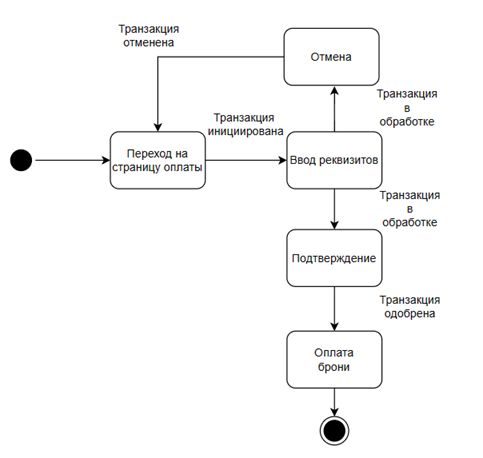 Транзакция
отменена
Отмена
Транзакция
в
обработке
Транзакция
инициирована
Переход на
страницу оплаты
Ввод реквизитов
Транзакция
в
обработке
Подтверждение
Транзакция
одобрена
Оплата
брони